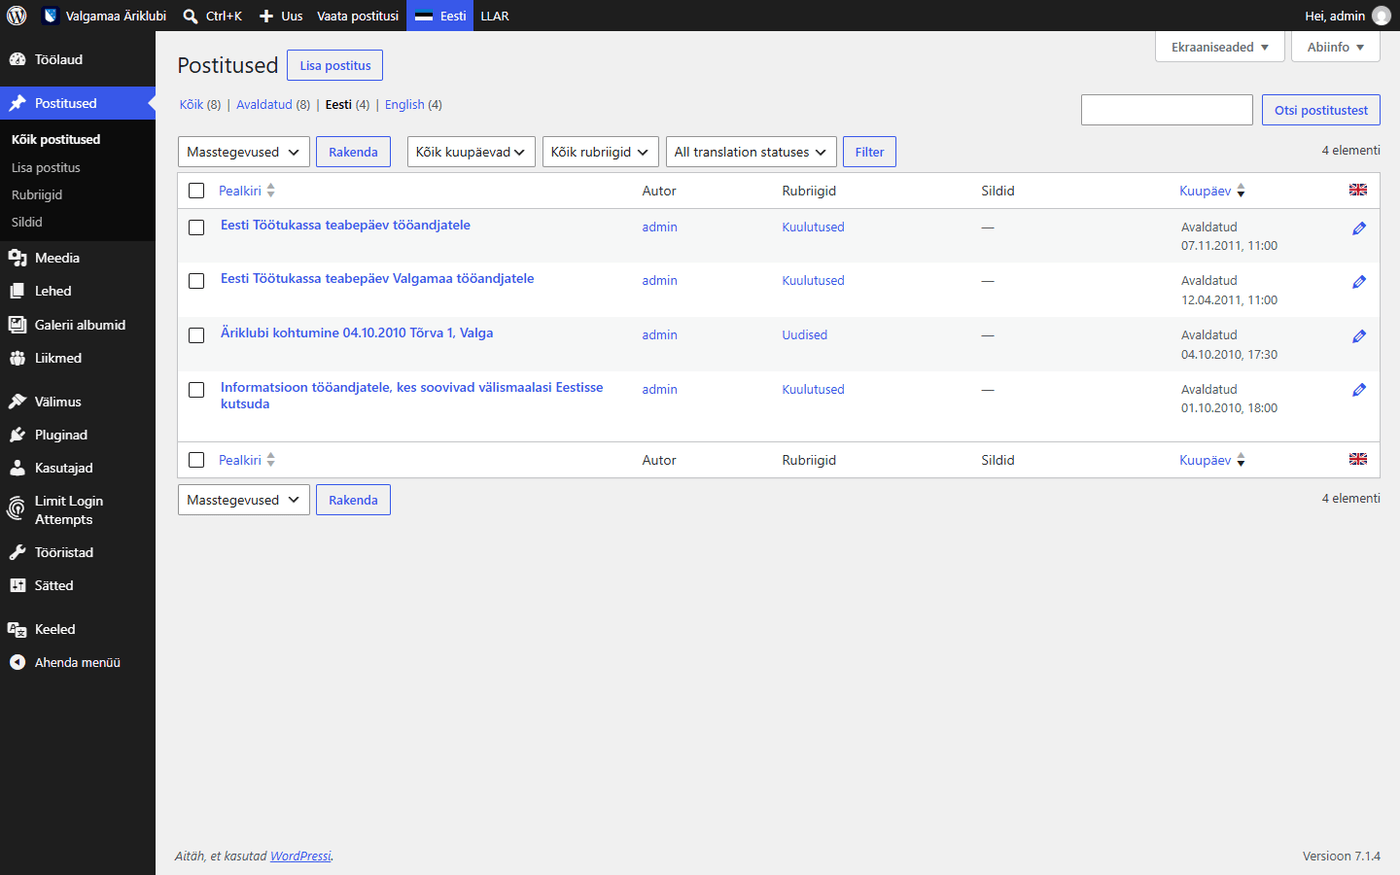 Valgamaa Äriklubi Ctrl+K Uus Vaata postitusi Eesti LLAR Hei, admin
Töölaud
Postitused
Kõik postitused
Lisa postitus
Rubriigid
Sildid
Meedia
Lehed
Galerii albumid
Liikmed
Välimus
Pluginad
Kasutajad
Limit Login
Attempts
Tööriistad
Sätted
Keeled
Ahenda menüü
Ekraaniseaded Abiinfo
Postitused Lisa postitus
Kõik (8) | Avaldatud (8) | Eesti (4) | English (4)
Otsi postitustest
Masstegevused Rakenda Kõik kuupäevad Kõik rubriigid All translation statuses Filter 4 elementi
Pealkiri Autor Rubriigid Sildid Kuupäev
Eesti Töötukassa teabepäev tööandjatele admin Kuulutused — Avaldatud
07.11.2011, 11:00
Eesti Töötukassa teabepäev Valgamaa tööandjatele admin Kuulutused — Avaldatud
12.04.2011, 11:00
Äriklubi kohtumine 04.10.2010 Tõrva 1, Valga admin Uudised — Avaldatud
04.10.2010, 17:30
Informatsioon tööandjatele, kes soovivad välismaalasi Eestisse admin Kuulutused — Avaldatud
kutsuda 01.10.2010, 18:00
Pealkiri Autor Rubriigid Sildid Kuupäev
Masstegevused Rakenda 4 elementi
Aitäh, et kasutad WordPressi. Versioon 7.1.4